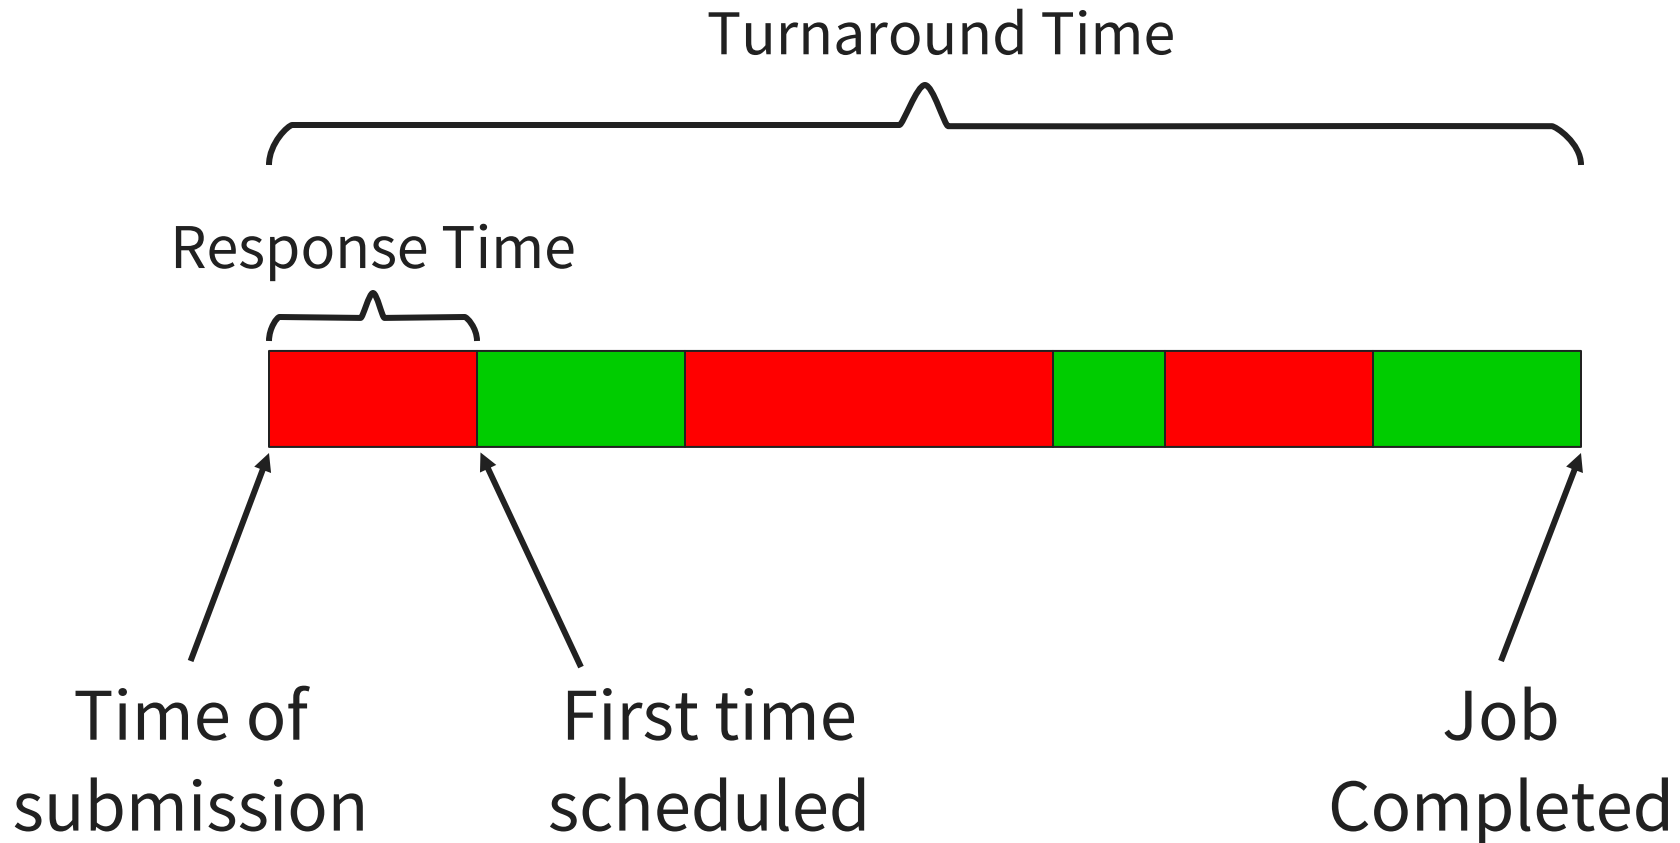 Turnaround Time
Response Time
Time of
submission
First time
scheduled
Job
Completed